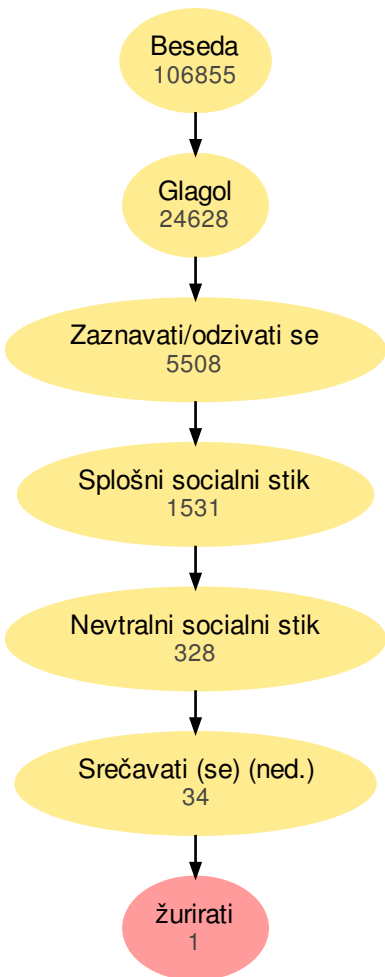 Beseda
106855
Glagol
24628
Zaznavati/odzivati se
5508
Splošni socialni stik
1531
Nevtralni socialni stik
328
Srečavati (se) (ned.)
34
žurirati
1